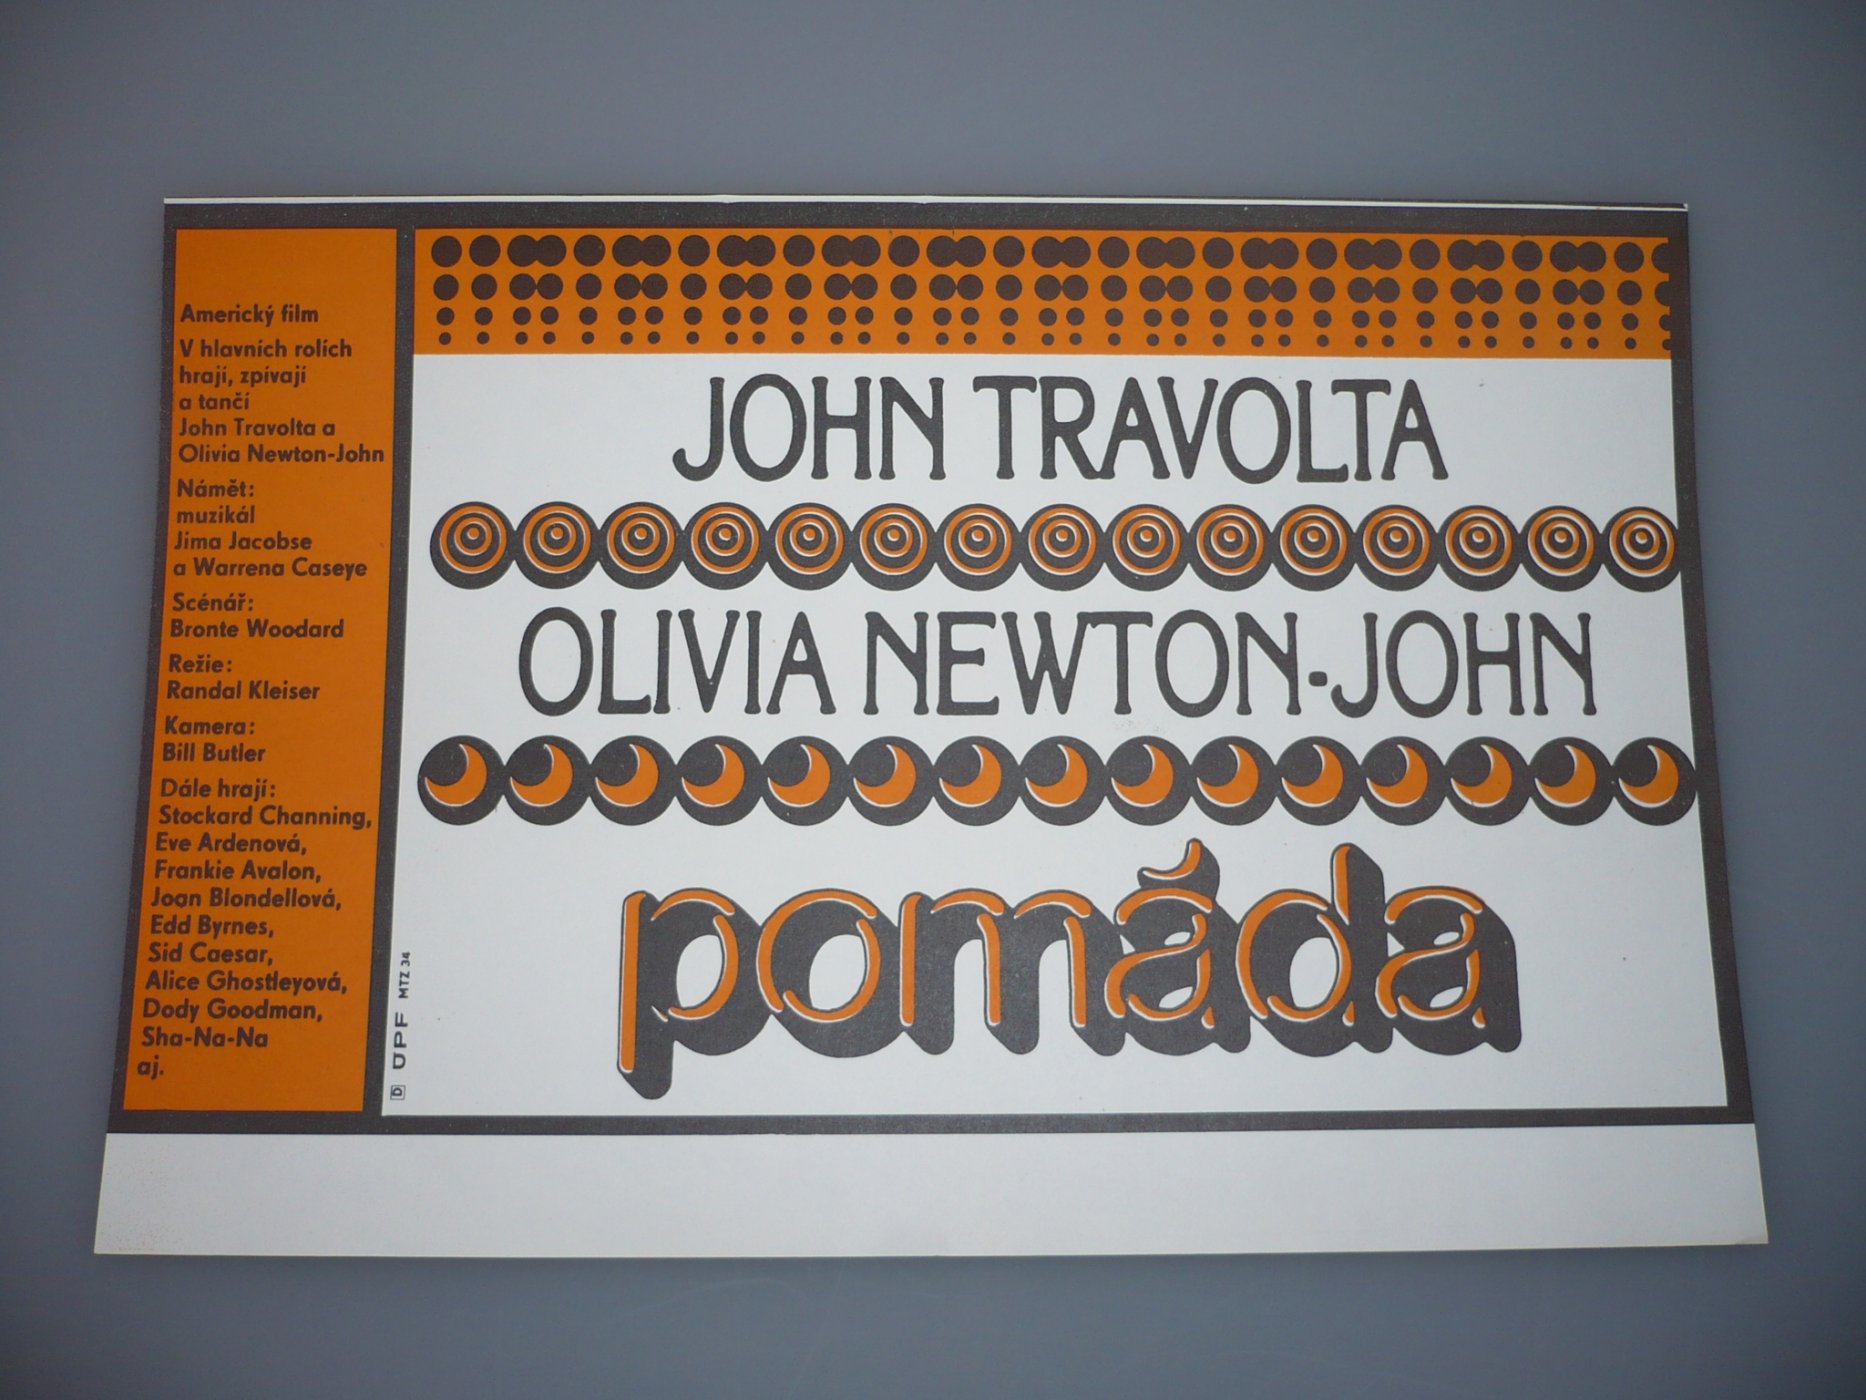 Americký film
V hlavních rolích
hrají, zpívají
a tančí
John Travolta a
Olivia Newton-John
Námět:
muzikál
Jima Jacobse
a Warrena Caseye
Scénář:
Bronte Woodard
Režie:
Randal Kleiser
Kamera:
Bill Butler
Dále hrají:
Stockard Channing,
Eve Ardenová,
Frankie Avalon,
Joan Blondellová,
Edd Byrnes,
Sid Caesar,
Alice Ghostleyová,
Dody Goodman,
Sha-Na-Na
aj.
D ÚPF MTZ 34
JOHN TRAVOLTA
OLIVIA NEWTON-JOHN
pomáda